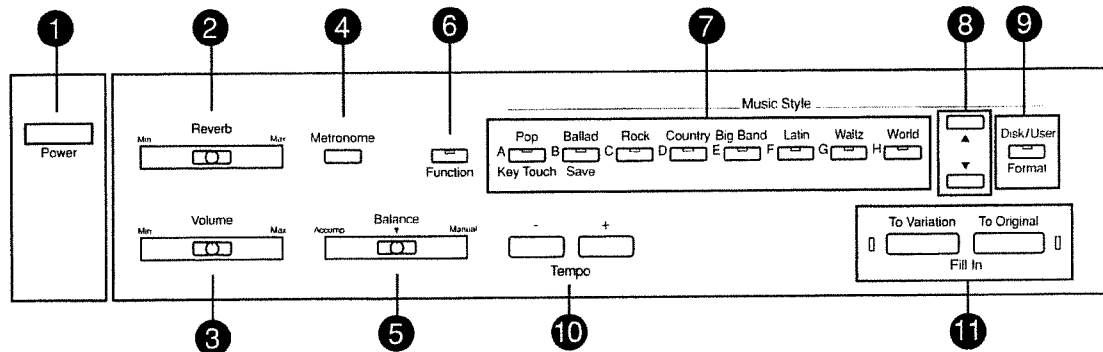 1 2 4 6 7 8 9
Music Style
Power
Reverb
Min Max
Metronome
Function
Pop Ballad Rock Country Big Band Latin Waltz World
A B C D E F G H
Key Touch Save
▲
▼
Disk/User
Format
Volume
Min Max
Balance
Accomp ▼ Manual
- +
Tempo
To Variation To Original
Fill In
3 5 10 11